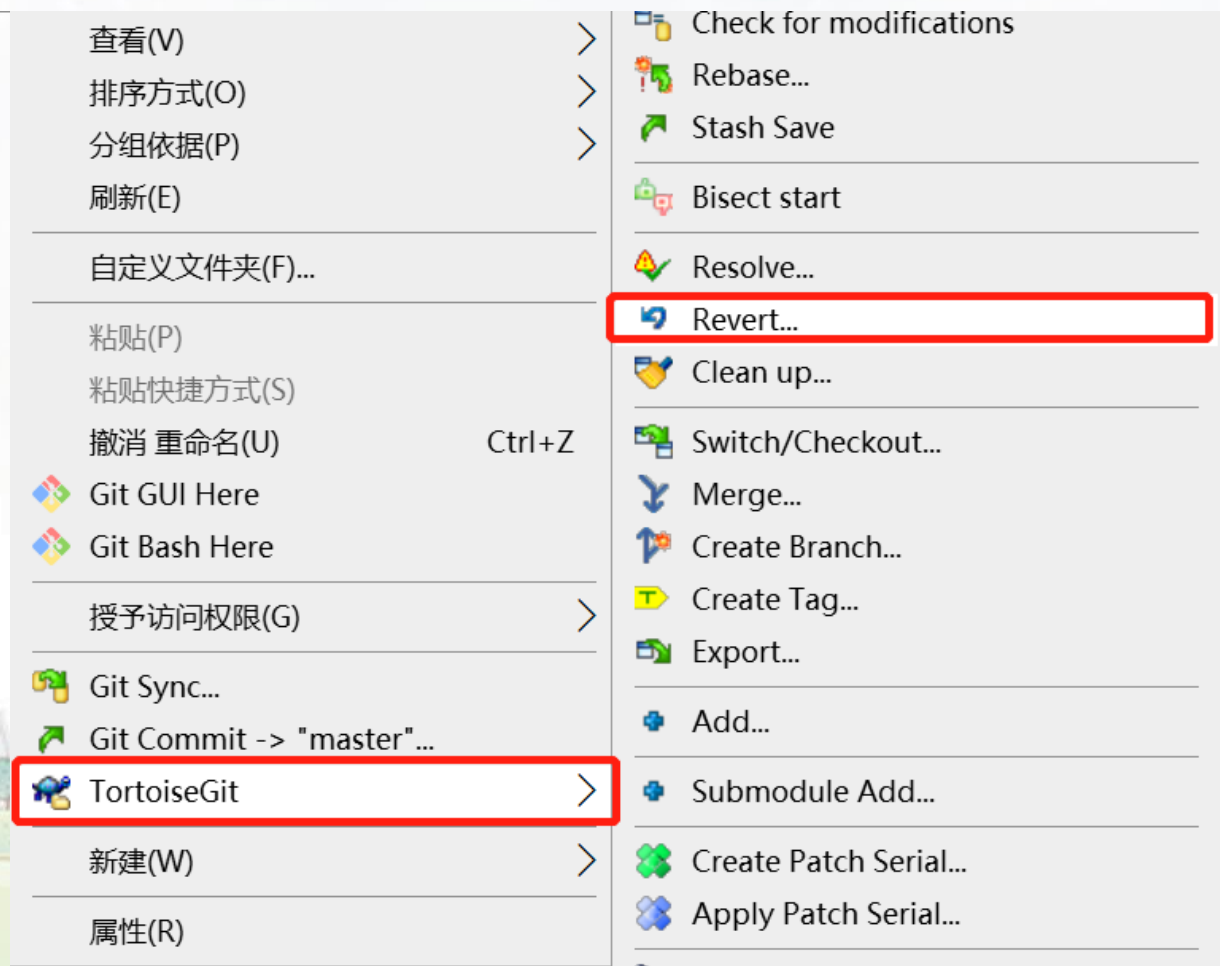 查看(V)
排序方式(O)
分组依据(P)
刷新(E)
自定义文件夹(F)...
粘贴(P)
粘贴快捷方式(S)
撤消 重命名(U) Ctrl+Z
Git GUI Here
Git Bash Here
授予访问权限(G)
Git Sync...
Git Commit -> "master"...
TortoiseGit
新建(W)
属性(R)
Check for modifications
Rebase...
Stash Save
Bisect start
Resolve...
Revert...
Clean up...
Switch/Checkout...
Merge...
Create Branch...
Create Tag...
Export...
Add...
Submodule Add...
Create Patch Serial...
Apply Patch Serial...